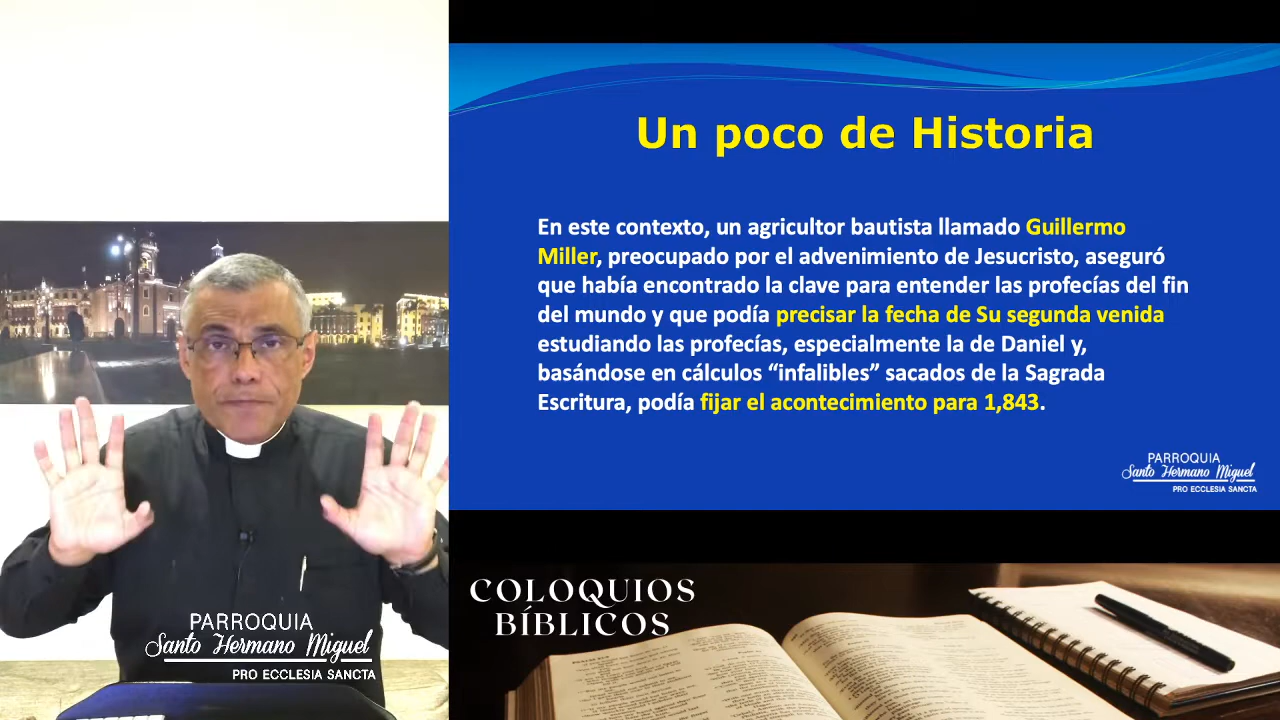 Un poco de Historia
En este contexto, un agricultor bautista llamado Guillermo
Miller, preocupado por el advenimiento de Jesucristo, aseguró
que había encontrado la clave para entender las profecías del fin
del mundo y que podía precisar la fecha de Su segunda venida
estudiando las profecías, especialmente la de Daniel y,
basándose en cálculos “infalibles” sacados de la Sagrada
Escritura, podía fijar el acontecimiento para 1,843.
PARROQUIA
Santo Hermano Miguel
PRO ECCLESIA SANCTA
PARROQUIA
Santo Hermano Miguel
PRO ECCLESIA SANCTA
COLOQUIOS
BÍBLICOS